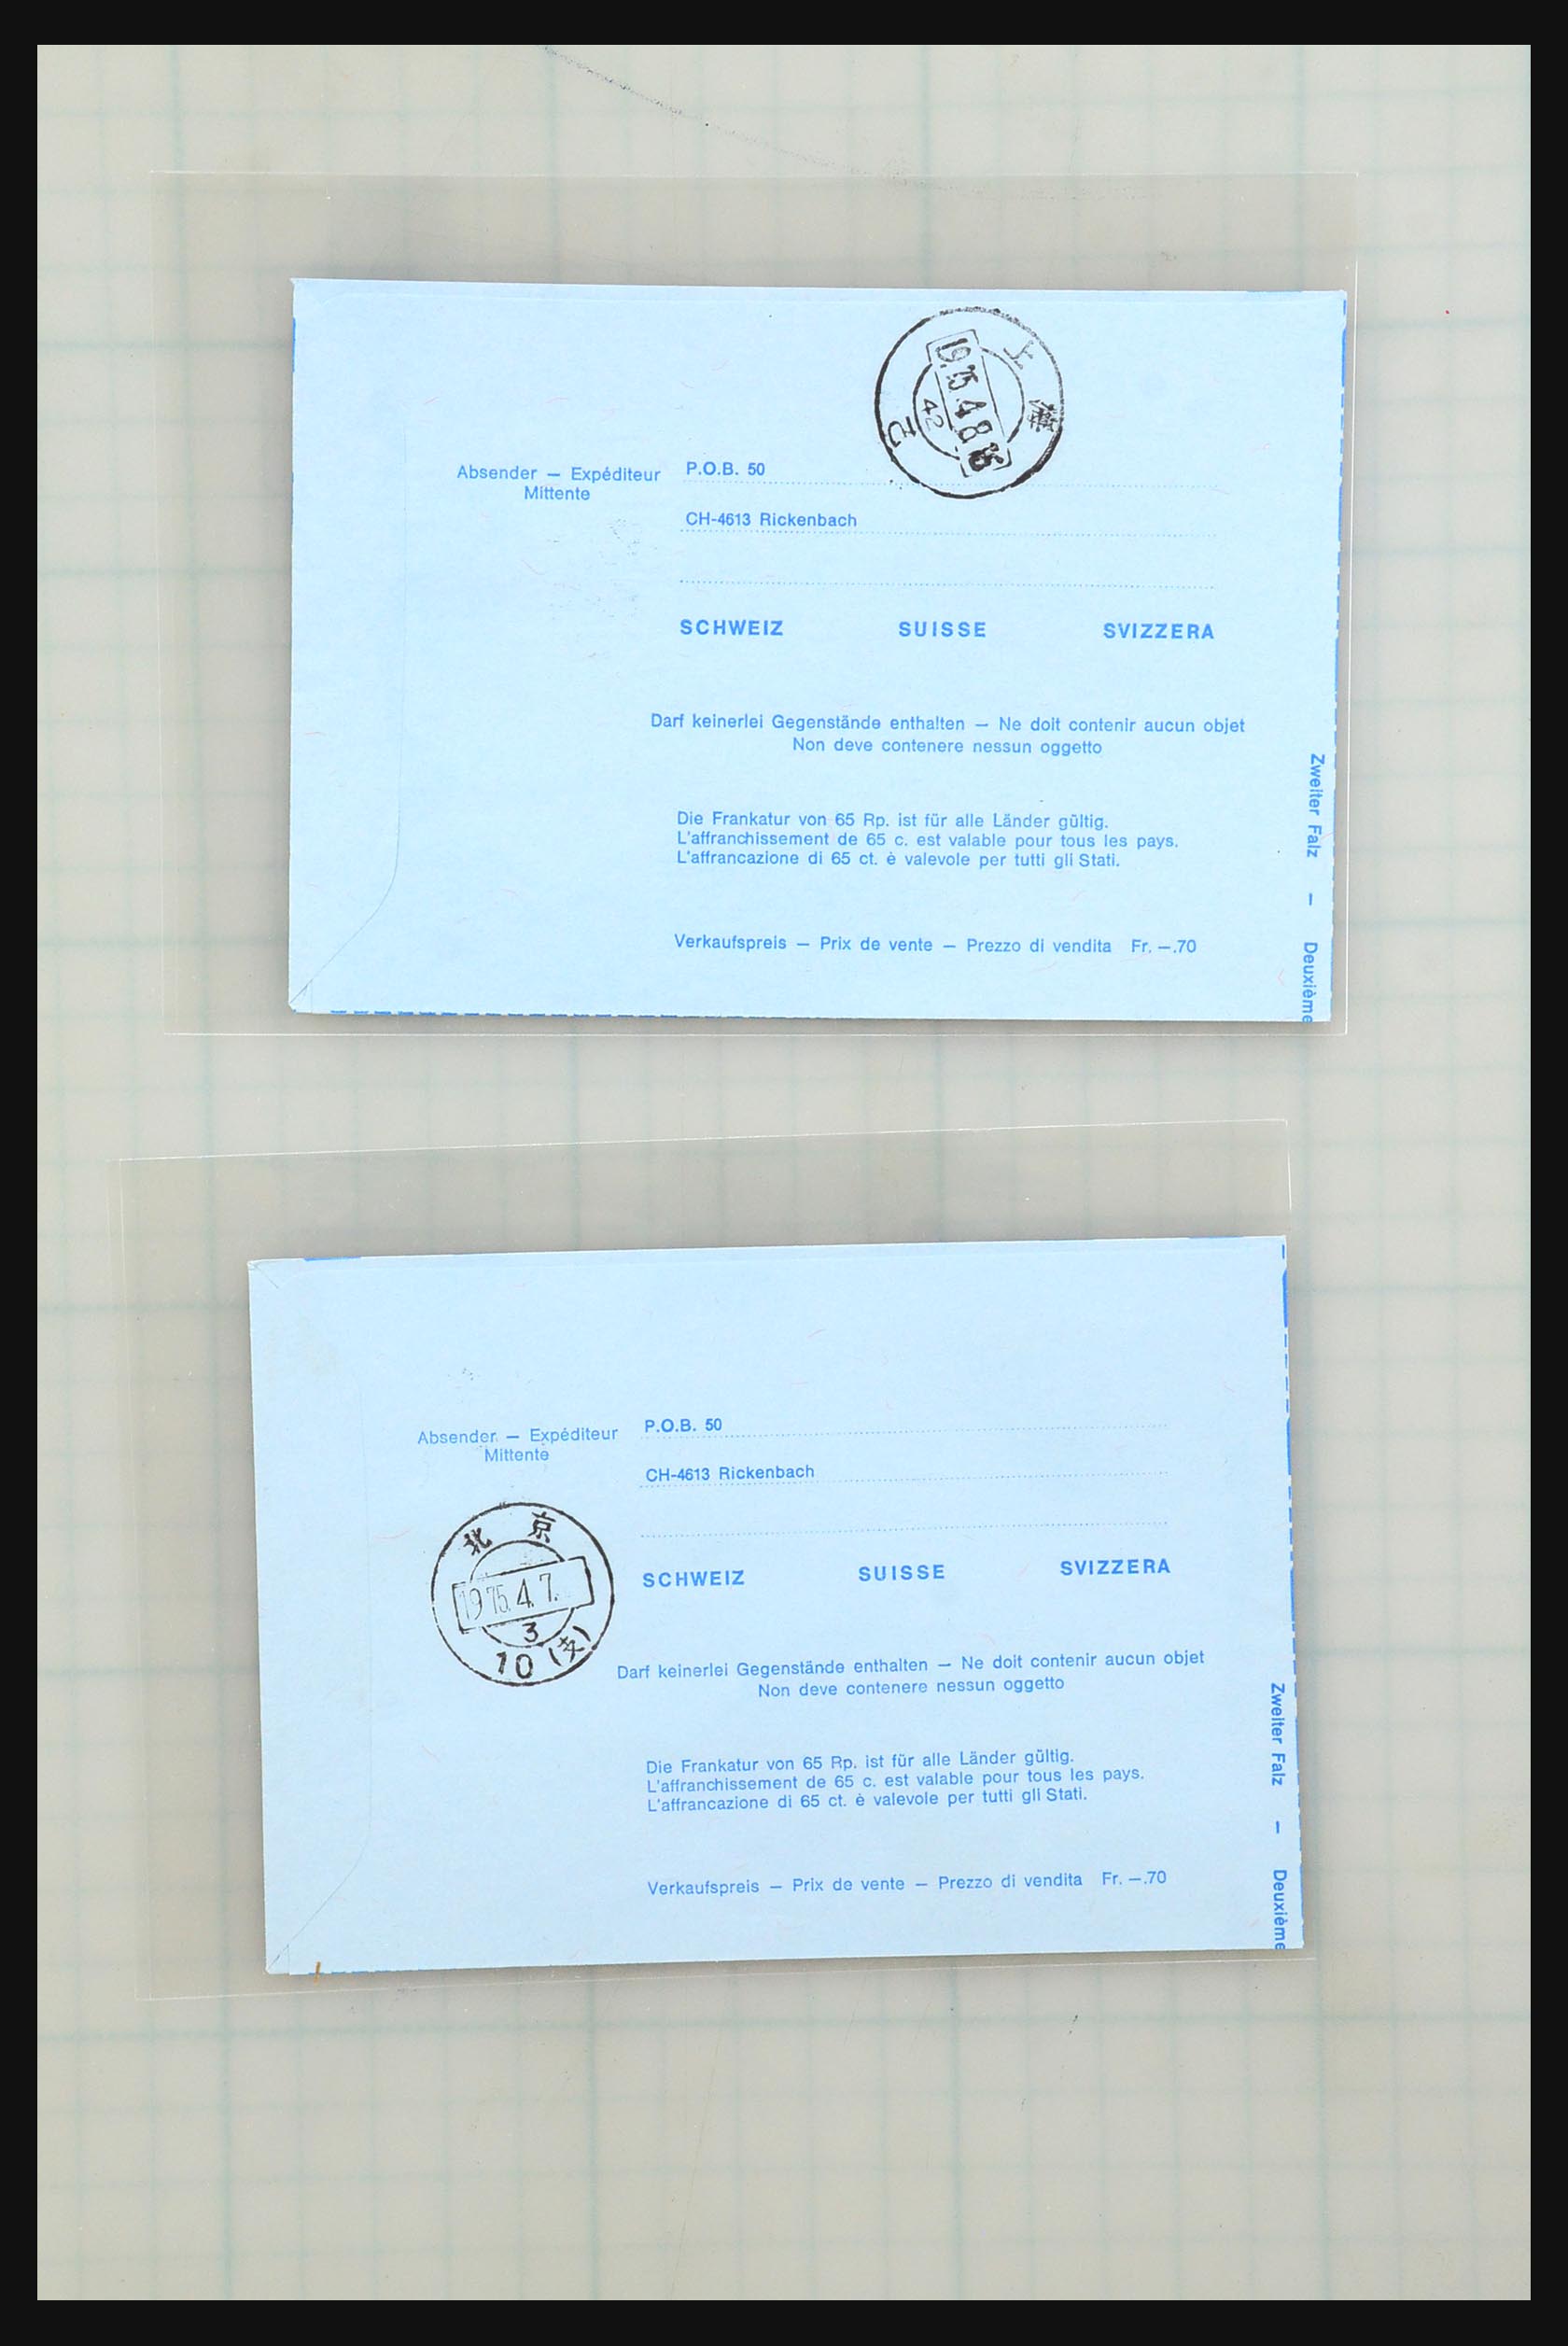 上海
1975.4.8
42
己
Absender — Expéditeur
Mittente
P.O.B. 50
CH-4613 Rickenbach
SCHWEIZ SUISSE SVIZZERA
Darf keinerlei Gegenstände enthalten — Ne doit contenir aucun objet
Non deve contenere nessun oggetto
Die Frankatur von 65 Rp. ist für alle Länder gültig.
L'affranchissement de 65 c. est valable pour tous les pays.
L'affrancazione di 65 ct. è valevole per tutti gli Stati.
Verkaufspreis — Prix de vente — Prezzo di vendita Fr. —.70
Zweiter Falz — Deuxième
Absender — Expéditeur
Mittente
P.O.B. 50
CH-4613 Rickenbach
北京
1975.4.7.
3
10 (支)
SCHWEIZ SUISSE SVIZZERA
Darf keinerlei Gegenstände enthalten — Ne doit contenir aucun objet
Non deve contenere nessun oggetto
Die Frankatur von 65 Rp. ist für alle Länder gültig.
L'affranchissement de 65 c. est valable pour tous les pays.
L'affrancazione di 65 ct. è valevole per tutti gli Stati.
Verkaufspreis — Prix de vente — Prezzo di vendita Fr. —.70
Zweiter Falz — Deuxième